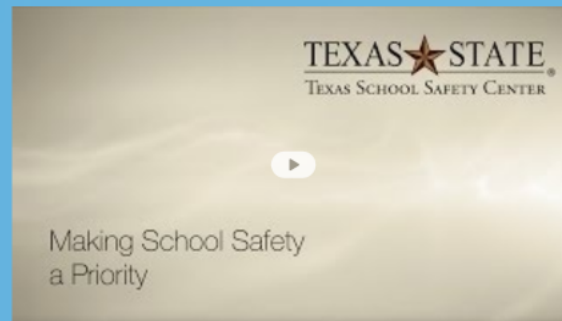 TEXAS STATE®
TEXAS SCHOOL SAFETY CENTER
Making School Safety
a Priority